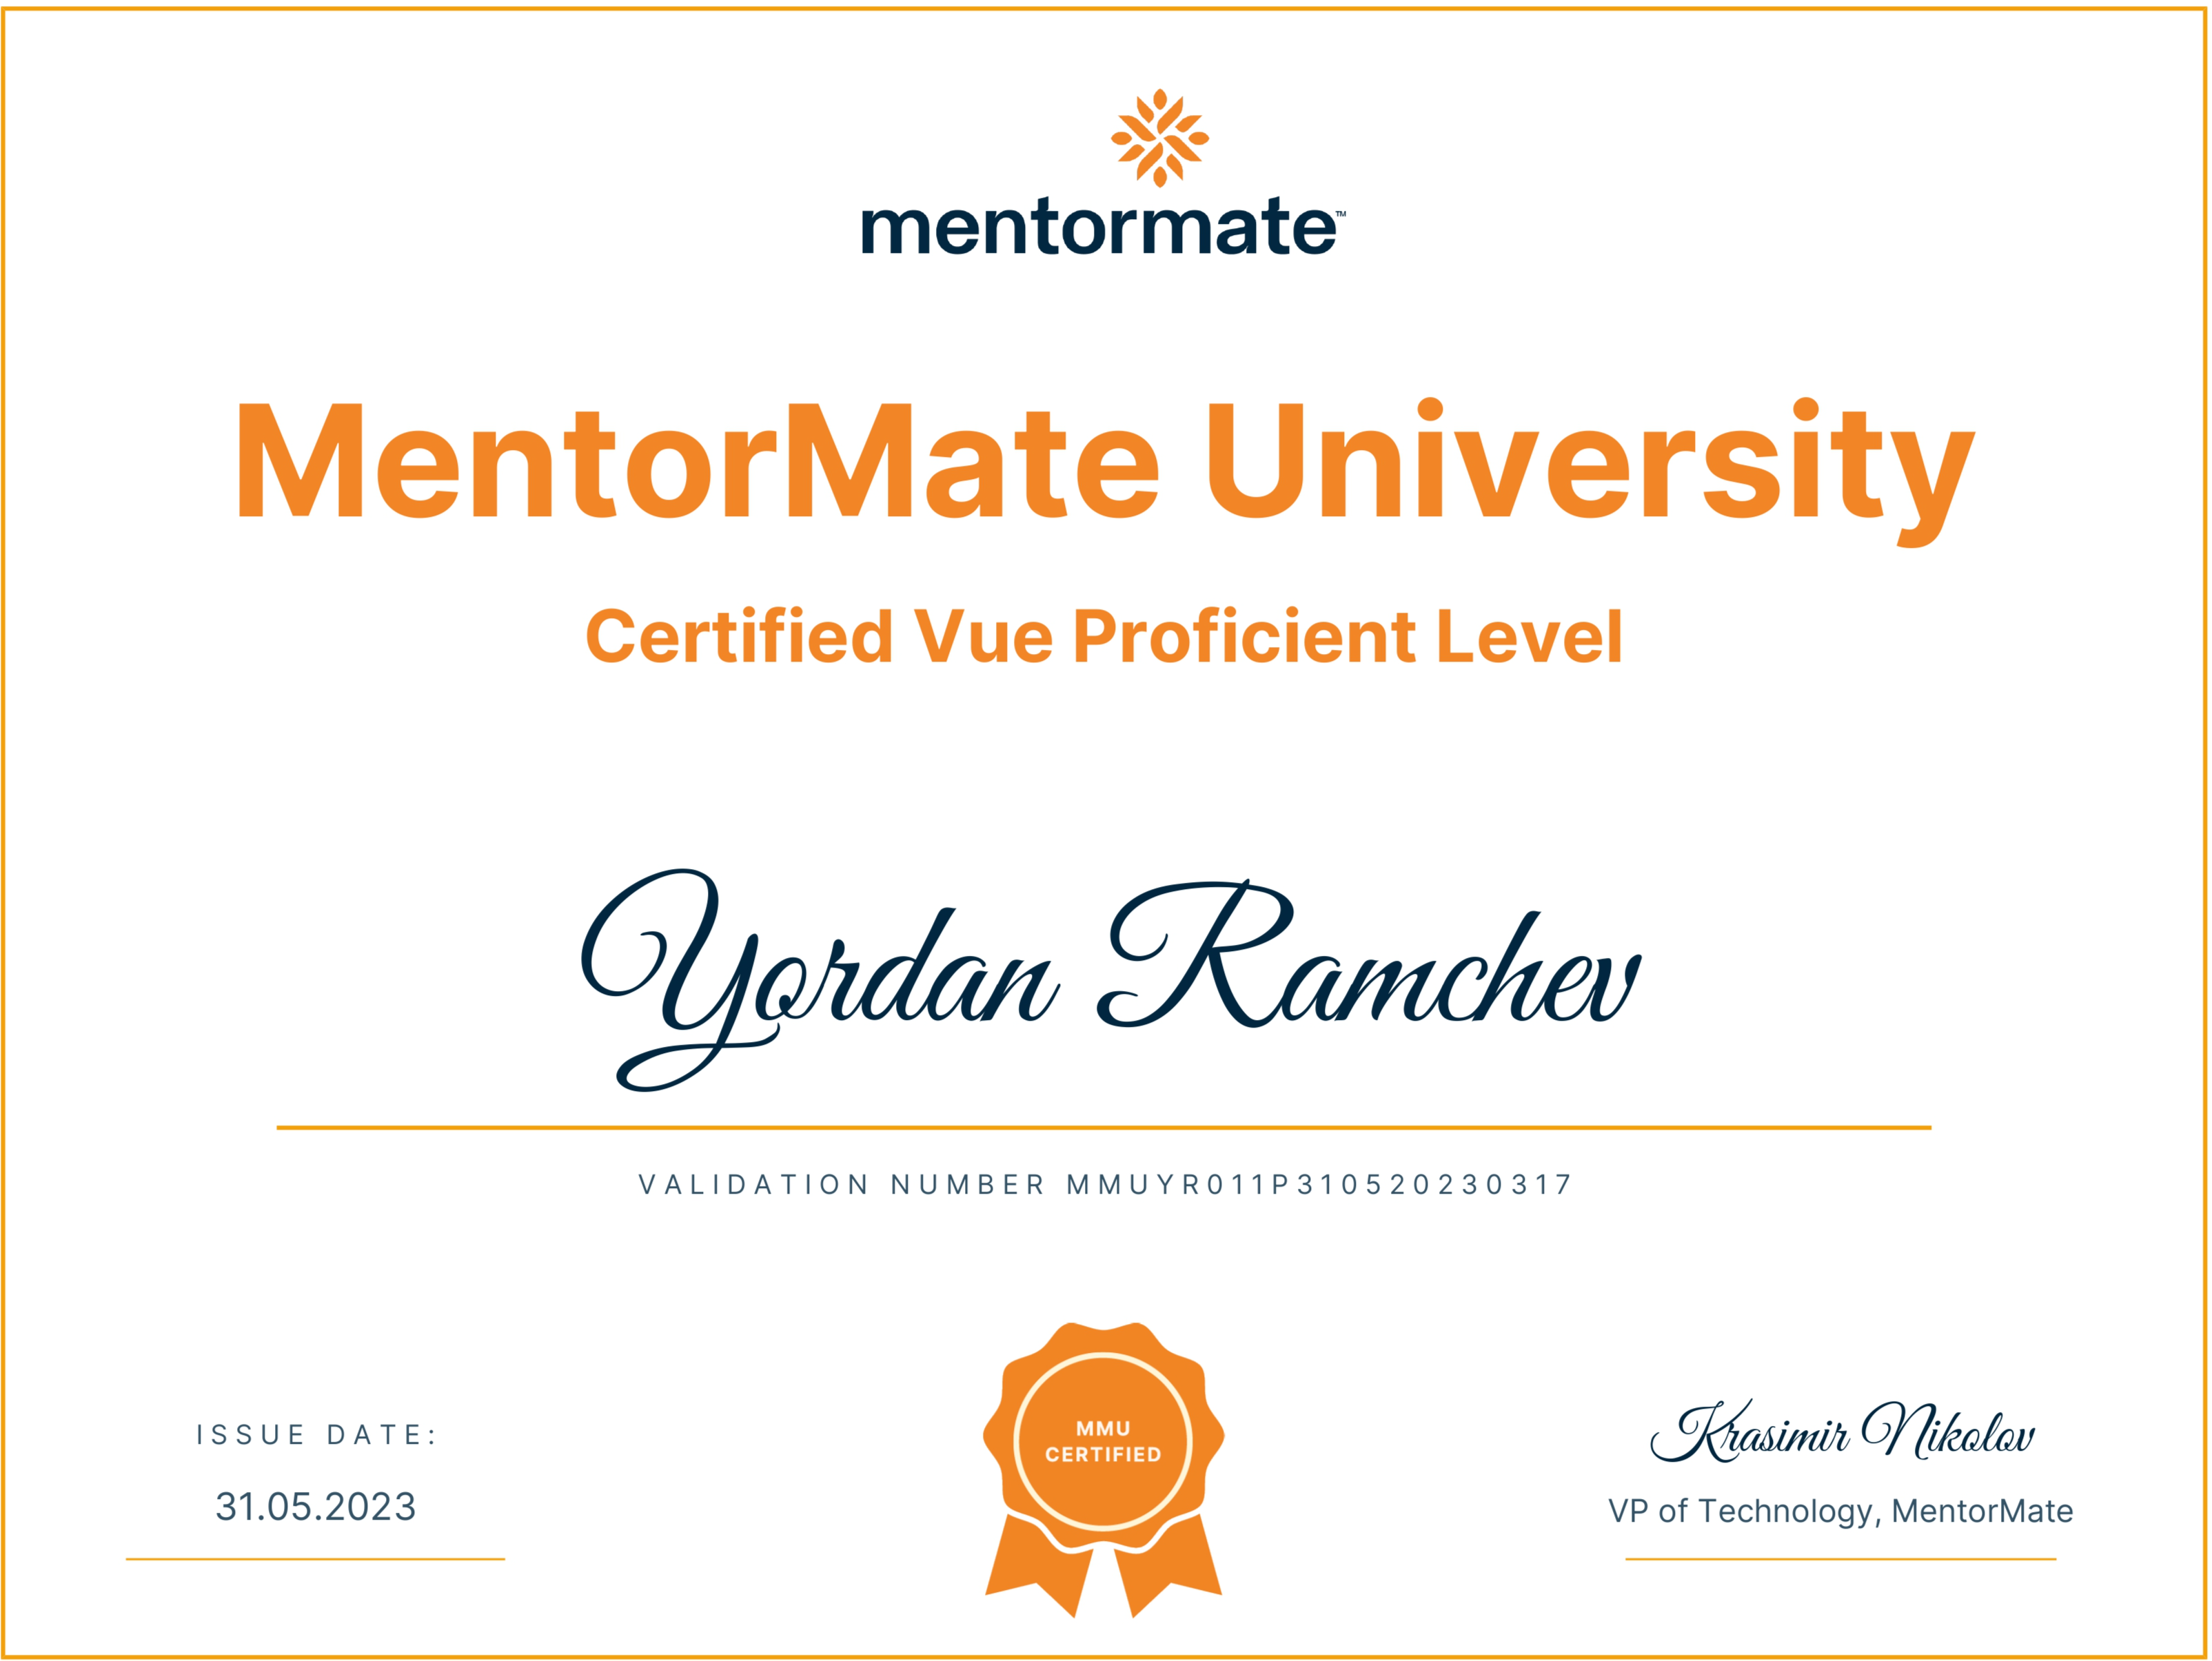 mentormate™
MentorMate University
Certified Vue Proficient Level
Yordan Ramchev
VALIDATION NUMBER MMUYR011P310520230317
MMU
CERTIFIED
ISSUE DATE:
31.05.2023
Krasimir Nikolov
VP of Technology, MentorMate